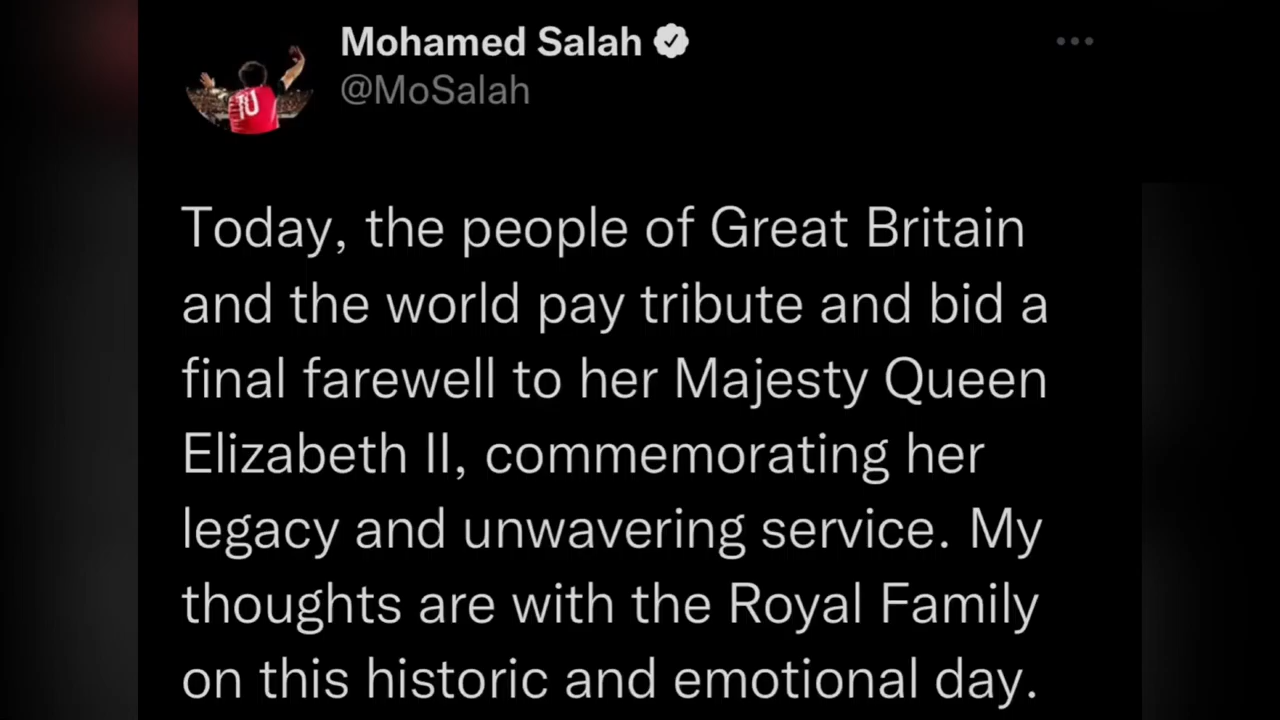 Mohamed Salah
@MoSalah
Today, the people of Great Britain
and the world pay tribute and bid a
final farewell to her Majesty Queen
Elizabeth II, commemorating her
legacy and unwavering service. My
thoughts are with the Royal Family
on this historic and emotional day.